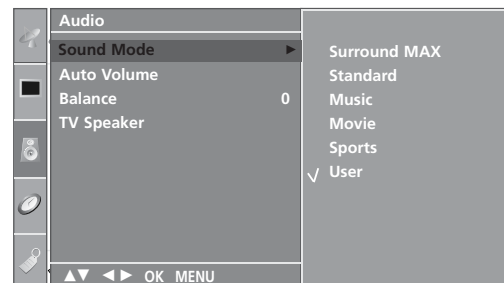 Audio
Sound Mode ►
Auto Volume
Balance 0
TV Speaker
Surround MAX
Standard
Music
Movie
Sports
√ User
▲▼ ◄► OK MENU